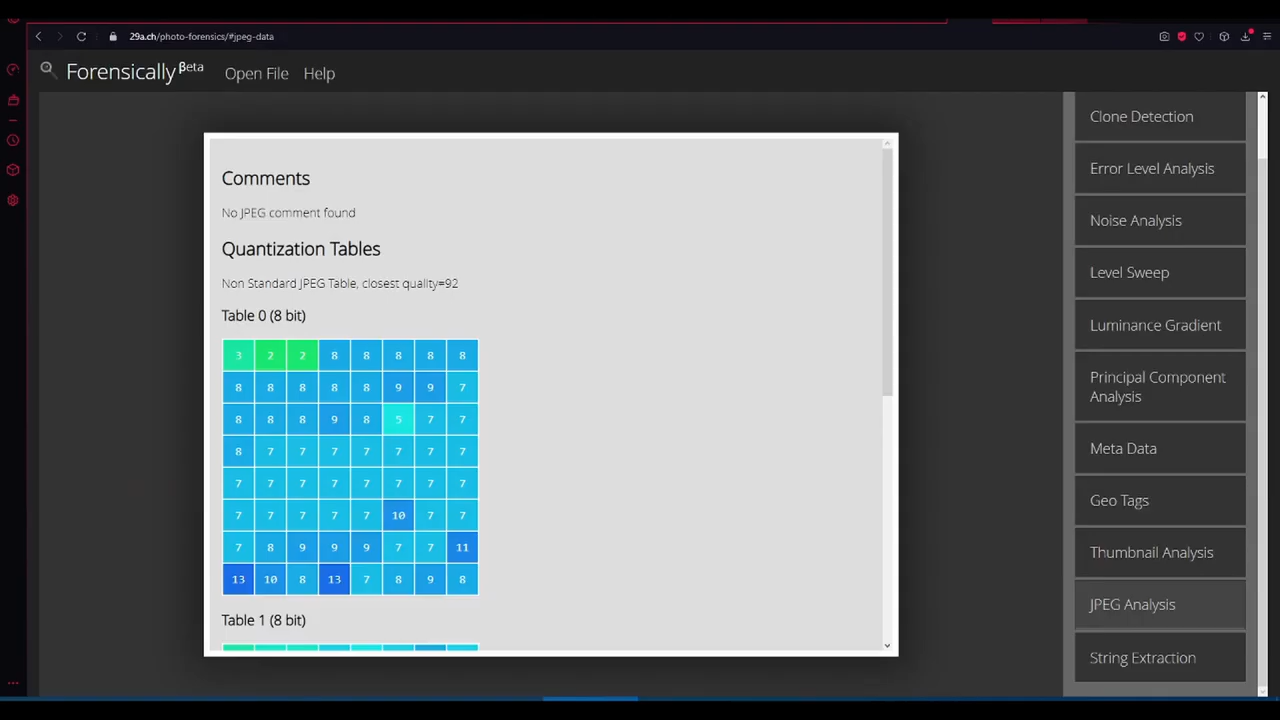 29a.ch/photo-forensics/#jpeg-data
Forensically βeta
Open File
Help
Comments
No JPEG comment found
Quantization Tables
Non Standard JPEG Table, closest quality=92
Table 0 (8 bit)
3 2 2 8 8 8 8 8
8 8 8 8 8 9 9 7
8 8 8 9 8 5 7 7
8 7 7 7 7 7 7 7
7 7 7 7 7 7 7 7
7 7 7 7 7 10 7 7
7 8 9 9 9 7 7 11
13 10 8 13 7 8 9 8
Table 1 (8 bit)
Clone Detection
Error Level Analysis
Noise Analysis
Level Sweep
Luminance Gradient
Principal Component
Analysis
Meta Data
Geo Tags
Thumbnail Analysis
JPEG Analysis
String Extraction